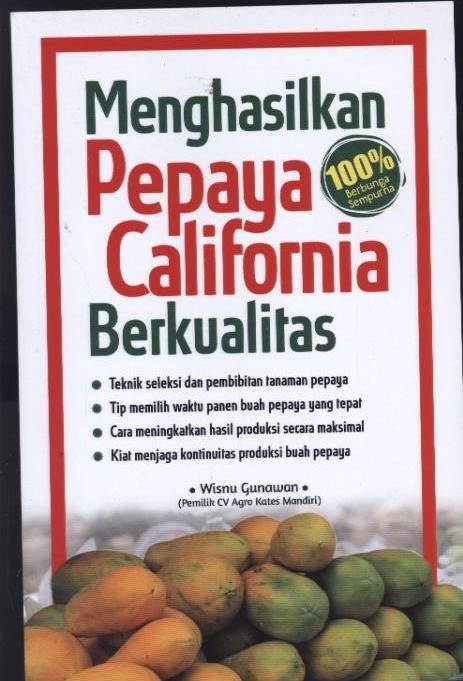 Menghasilkan
Pepaya
California
100%
Berbunga
Sempurna
Berkualitas
• Teknik seleksi dan pembibitan tanaman pepaya
• Tip memilih waktu panen buah pepaya yang tepat
• Cara meningkatkan hasil produksi secara maksimal
• Kiat menjaga kontinuitas produksi buah pepaya
• Wisnu Gunawan •
(Pemilik CV Agro Kates Mandiri)